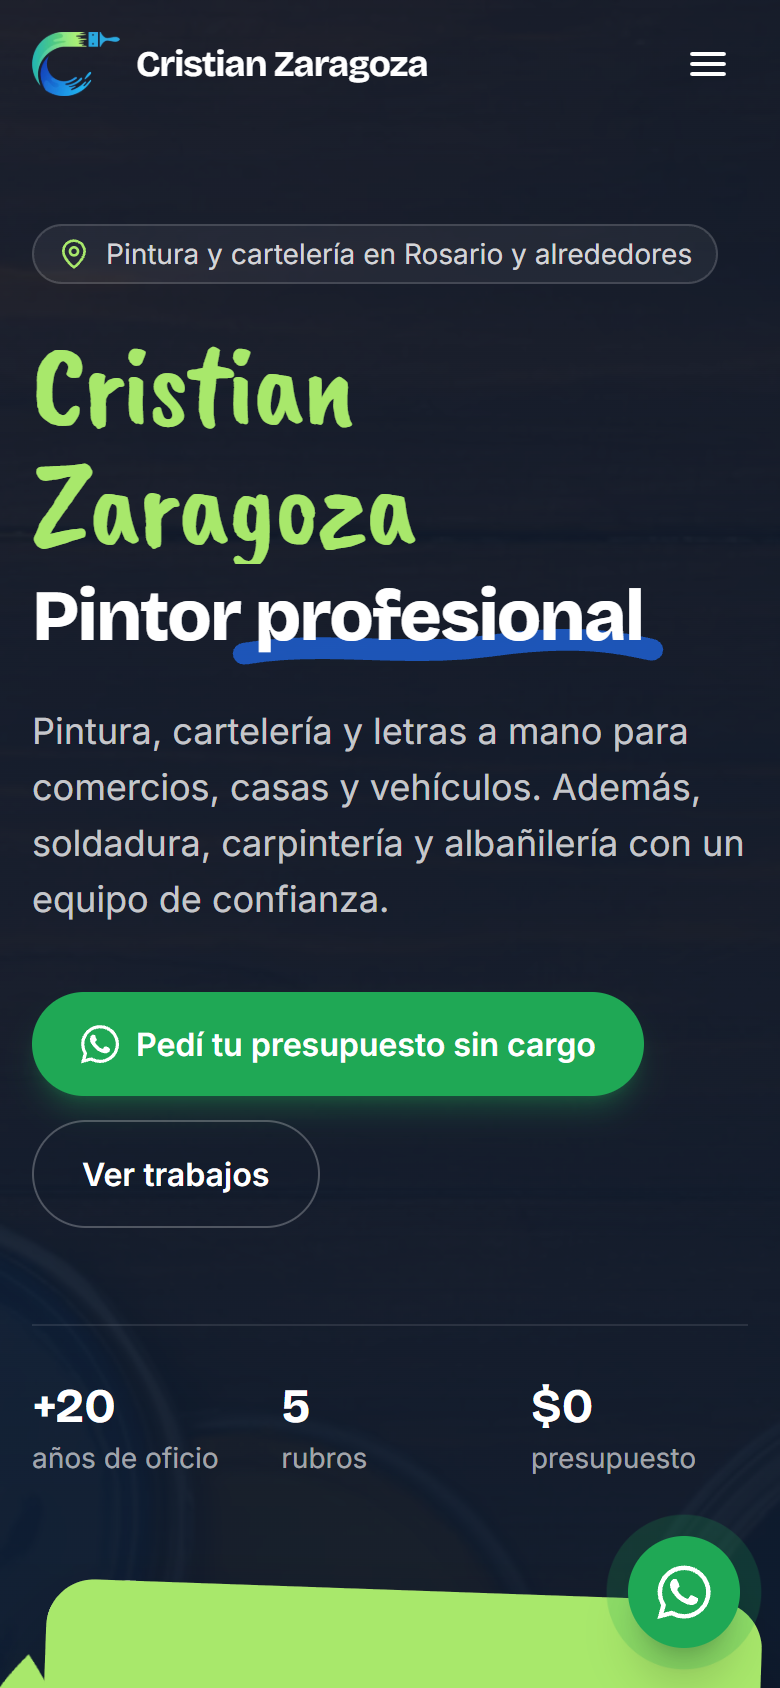 Cristian Zaragoza
Pintura y cartelería en Rosario y alrededores
Cristian
Zaragoza
Pintor profesional
Pintura, cartelería y letras a mano para
comercios, casas y vehículos. Además,
soldadura, carpintería y albañilería con un
equipo de confianza.
Pedí tu presupuesto sin cargo
Ver trabajos
+20 5 $0
años de oficio rubros presupuesto